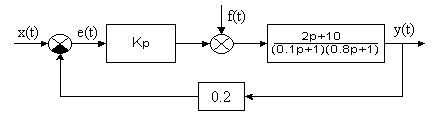 f(t)
x(t)
e(t)
Kp
2p+10
(0.1p+1)(0.8p+1)
y(t)
0.2